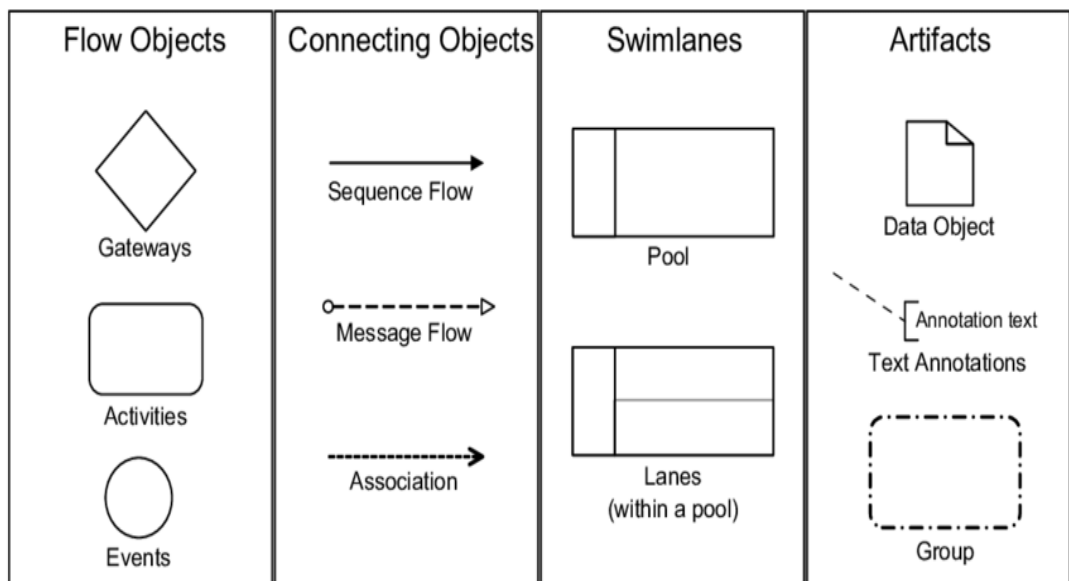 Flow Objects
Gateways
Activities
Events
Connecting Objects
Sequence Flow
Message Flow
Association
Swimlanes
Pool
Lanes
(within a pool)
Artifacts
Data Object
Annotation text
Text Annotations
Group